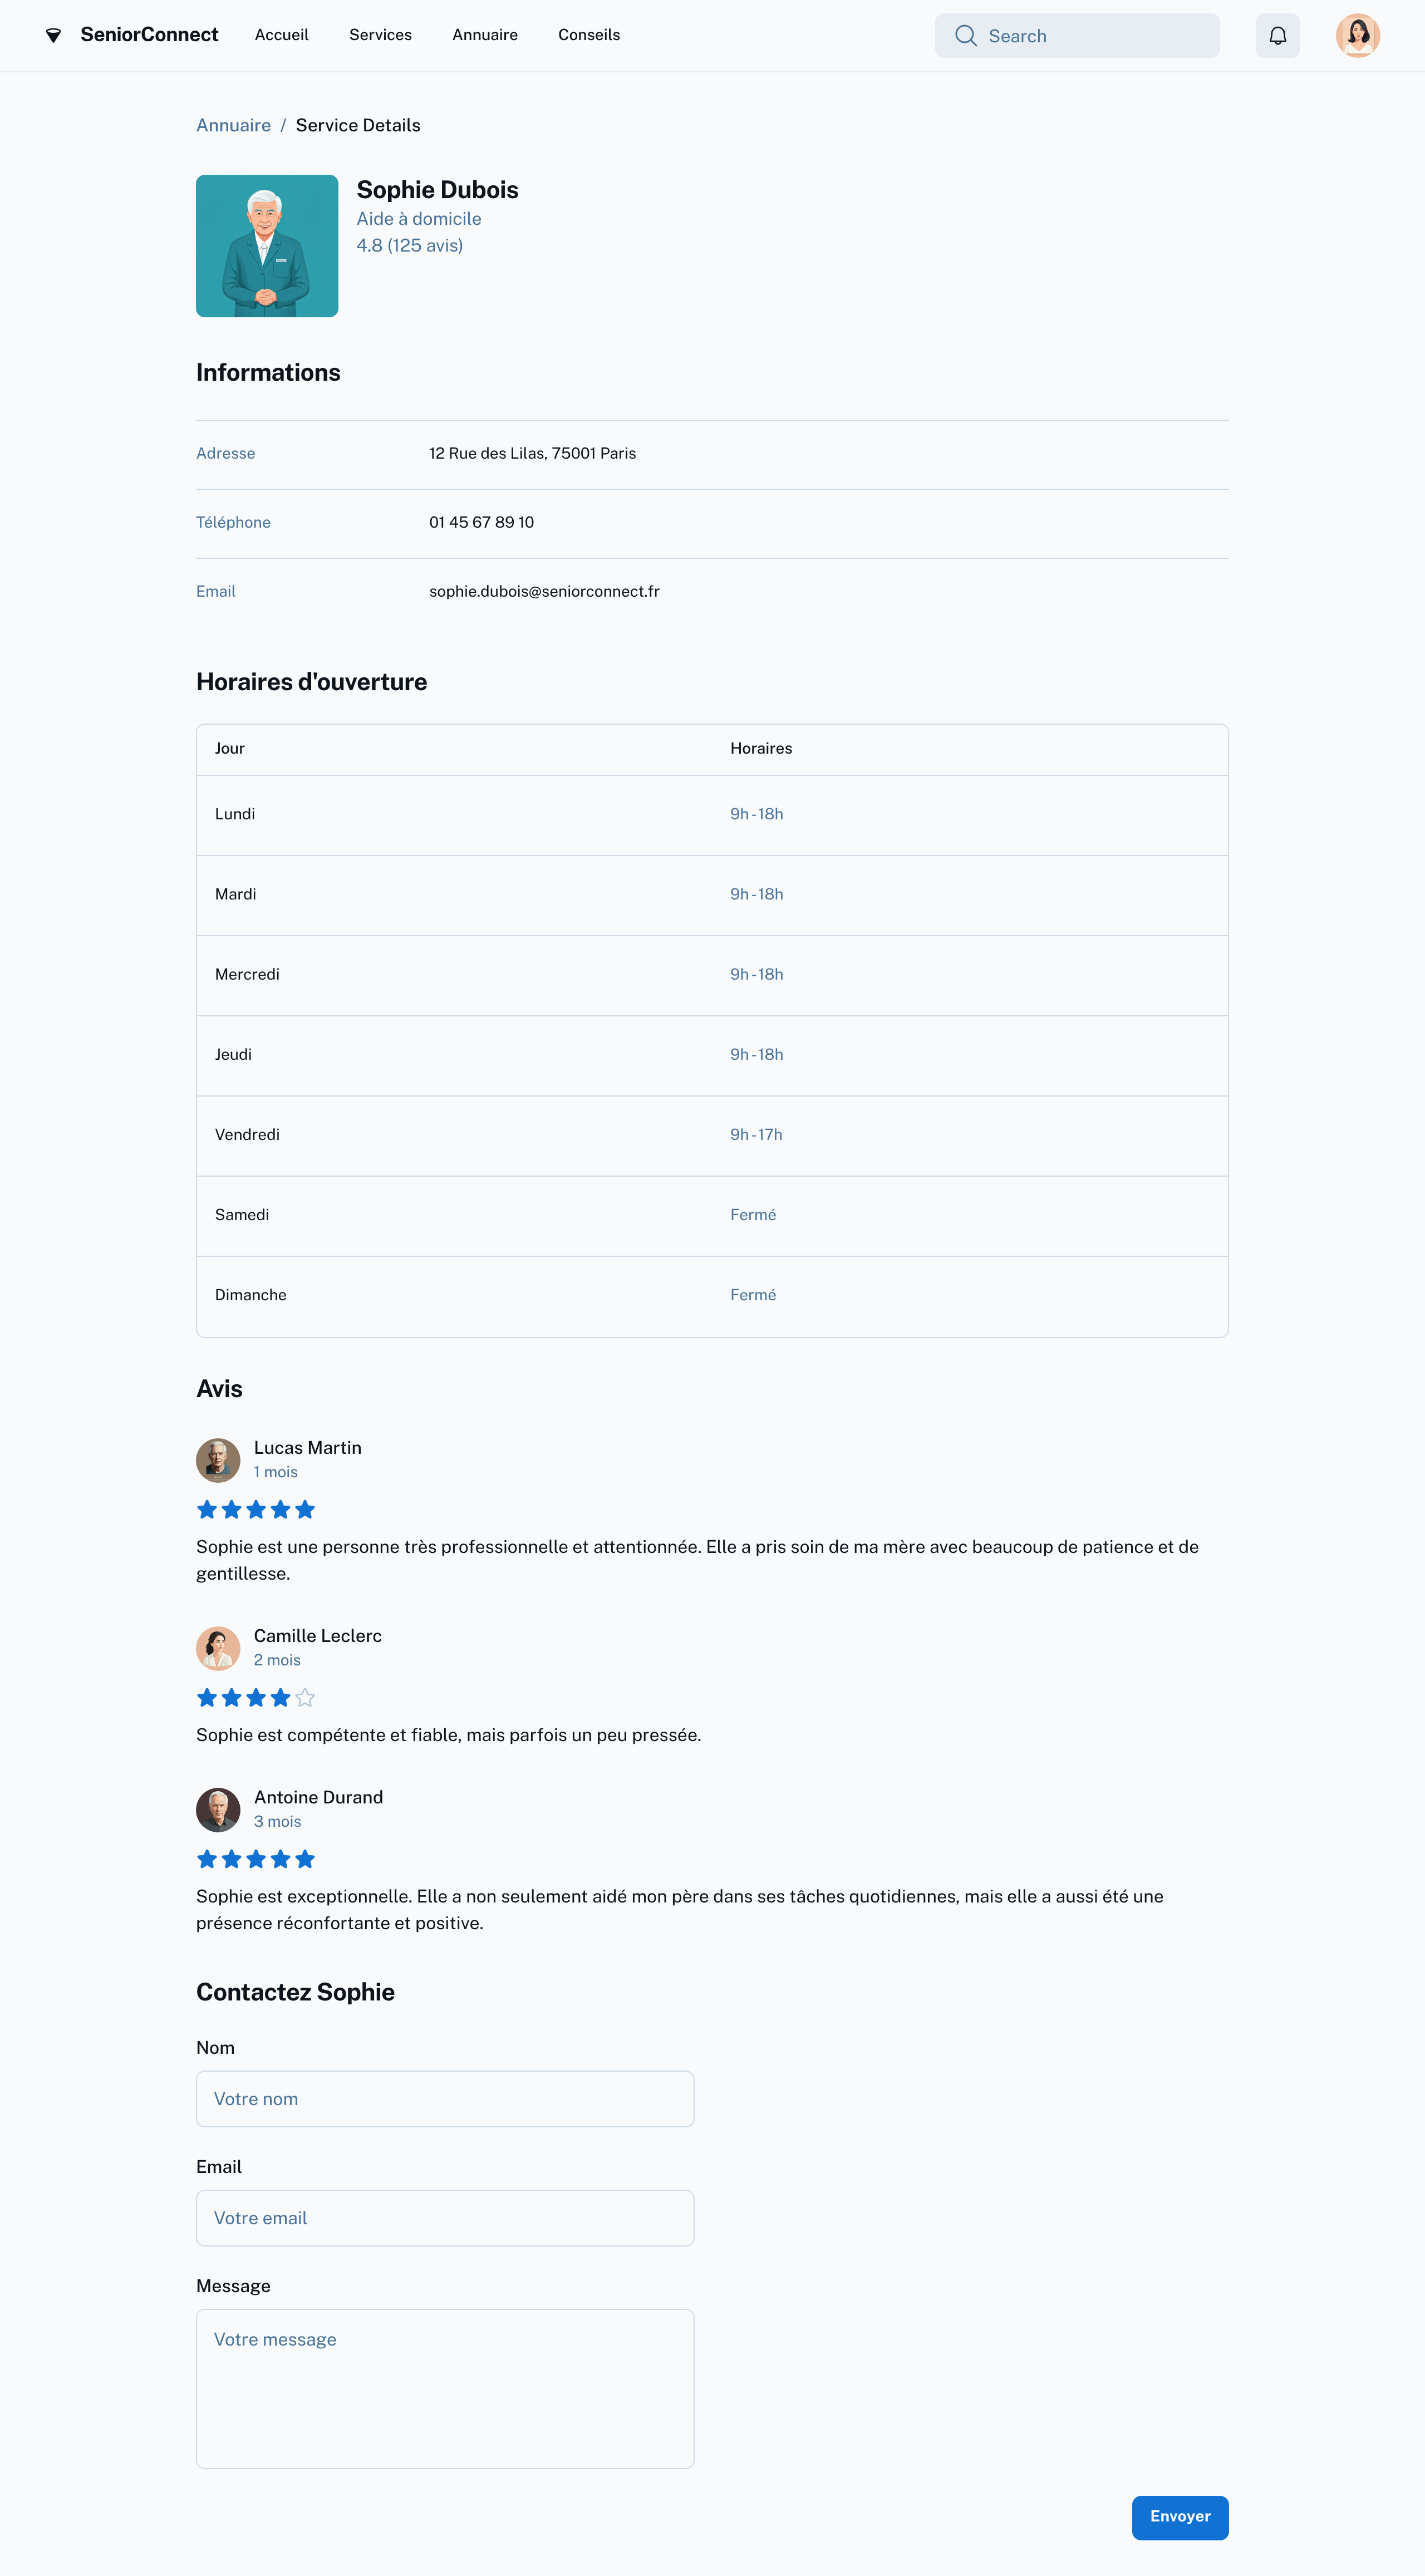 SeniorConnect Accueil Services Annuaire Conseils Search
Annuaire / Service Details
Sophie Dubois
Aide à domicile
4.8 (125 avis)
Informations
Adresse 12 Rue des Lilas, 75001 Paris
Téléphone 01 45 67 89 10
Email sophie.dubois@seniorconnect.fr
Horaires d'ouverture
Jour Horaires
Lundi 9h - 18h
Mardi 9h - 18h
Mercredi 9h - 18h
Jeudi 9h - 18h
Vendredi 9h - 17h
Samedi Fermé
Dimanche Fermé
Avis
Lucas Martin
1 mois
Sophie est une personne très professionnelle et attentionnée. Elle a pris soin de ma mère avec beaucoup de patience et de
gentillesse.
Camille Leclerc
2 mois
Sophie est compétente et fiable, mais parfois un peu pressée.
Antoine Durand
3 mois
Sophie est exceptionnelle. Elle a non seulement aidé mon père dans ses tâches quotidiennes, mais elle a aussi été une
présence réconfortante et positive.
Contactez Sophie
Nom
Votre nom
Email
Votre email
Message
Votre message
Envoyer